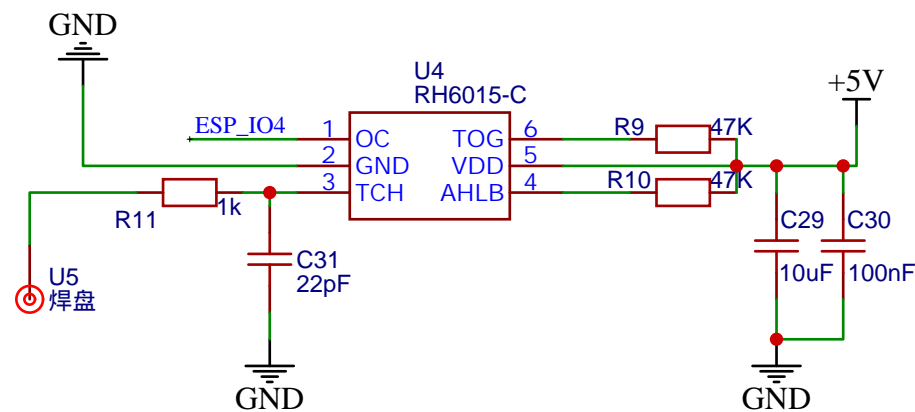 GND
U4
RH6015-C
+5V
ESP_IO4
1
OC
TOG
6
R9
47K
2
GND
VDD
5
3
TCH
AHLB
4
R10
47K
R11
1k
C29
C30
C31
10uF
100nF
22pF
U5
焊盘
GND
GND